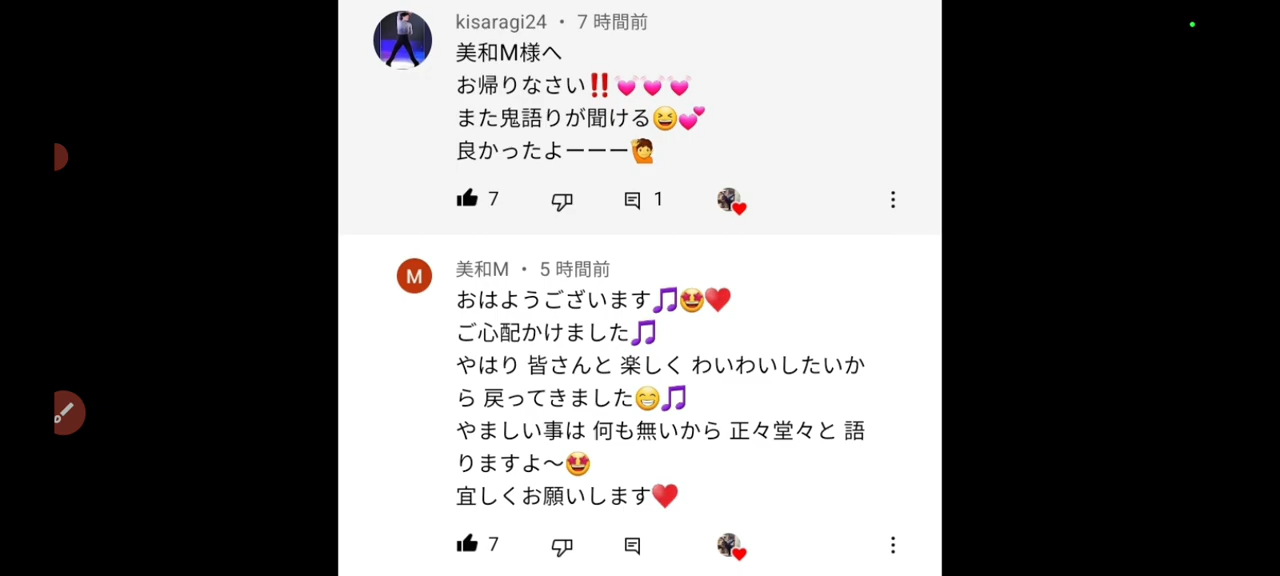 kisaragi24 • 7 時間前
美和M様へ
お帰りなさい‼️💓💓💓
また鬼語りが聞ける😆💕
良かったよーーー🙋
7 1
M
美和M • 5 時間前
おはようございます🎵🤩♥️
ご心配かけました🎵
やはり 皆さんと 楽しく わいわいしたいか
ら 戻ってきました😁🎵
やましい事は 何も無いから 正々堂々と 語
りますよ～🤩
宜しくお願いします♥️
7